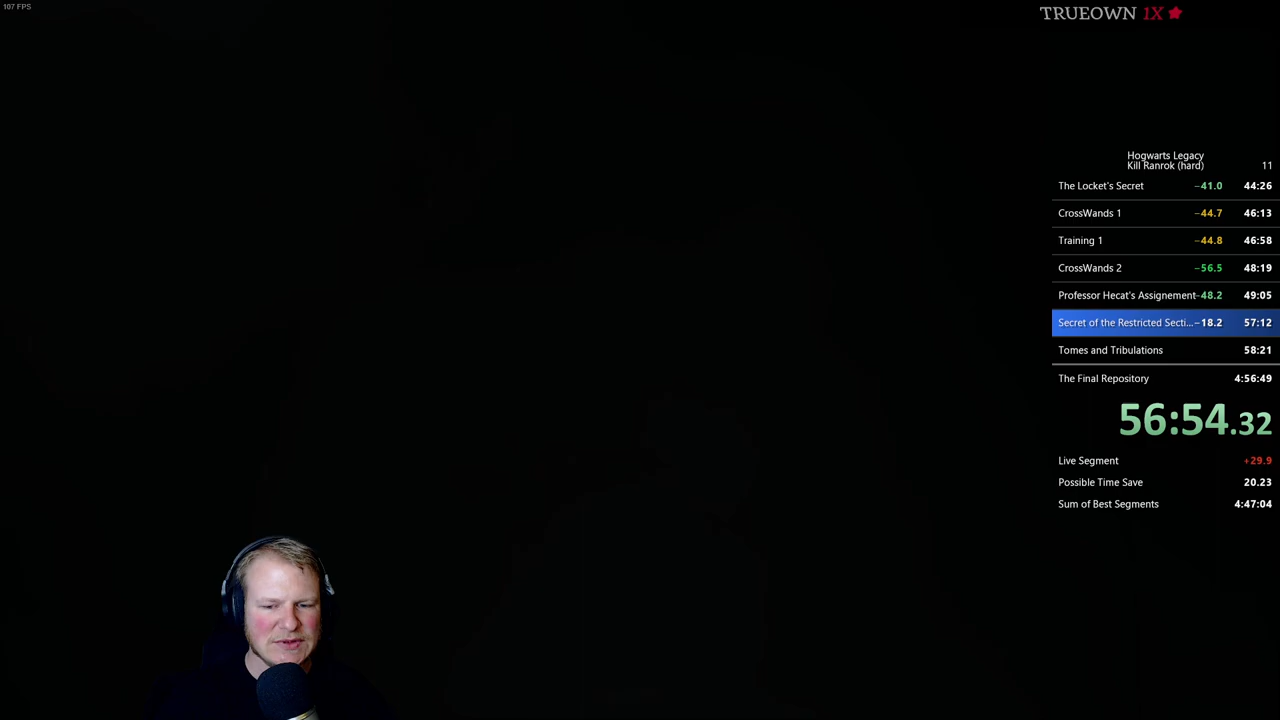 107 FPS
TRUEOWN 1X
Hogwarts Legacy
Kill Ranrok (hard) 11
The Locket's Secret −41.0 44:26
CrossWands 1 −44.7 46:13
Training 1 −44.8 46:58
CrossWands 2 −56.5 48:19
Professor Hecat's Assignement −48.2 49:05
Secret of the Restricted Secti... −18.2 57:12
Tomes and Tribulations 58:21
The Final Repository 4:56:49
56:54.32
Live Segment +29.9
Possible Time Save 20.23
Sum of Best Segments 4:47:04